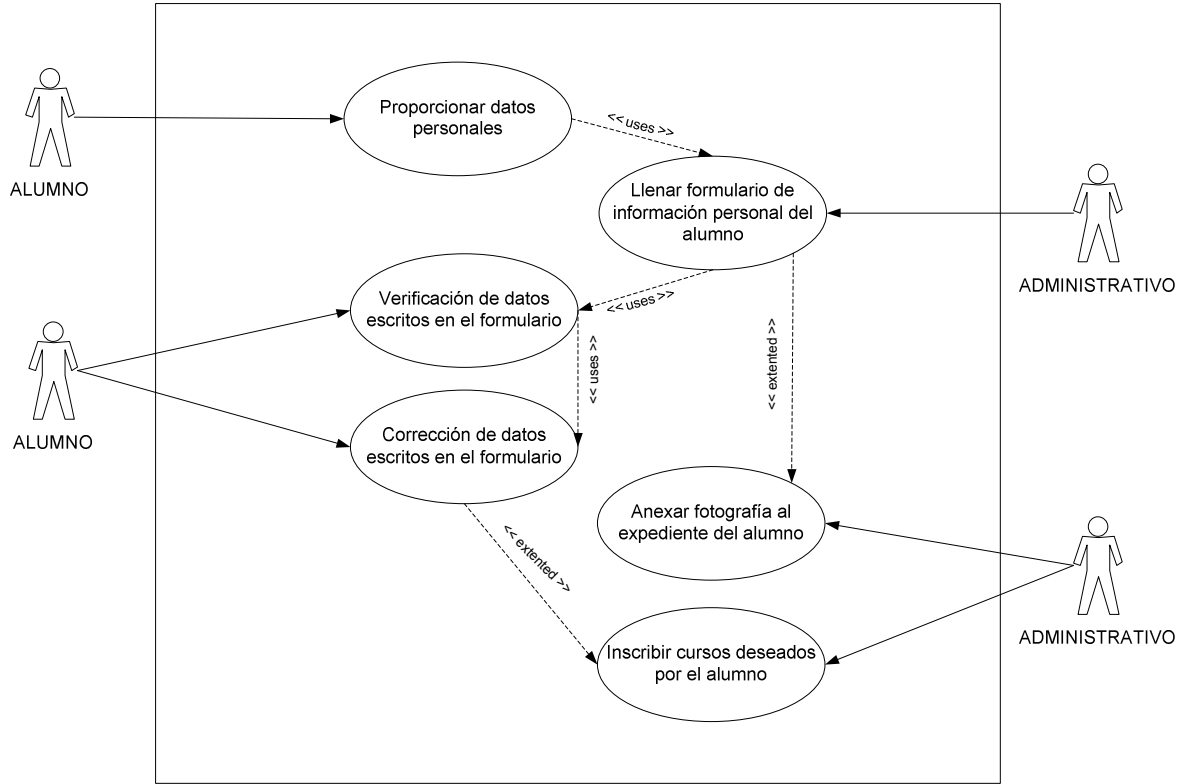 Proporcionar datos
personales
<< uses >>
ALUMNO
Llenar formulario de
información personal del
alumno
ADMINISTRATIVO
Verificación de datos
escritos en el formulario
<< uses >>
<< uses >>
<< extented >>
ALUMNO
Corrección de datos
escritos en el formulario
Anexar fotografía al
expediente del alumno
<< extented >>
ADMINISTRATIVO
Inscribir cursos deseados
por el alumno